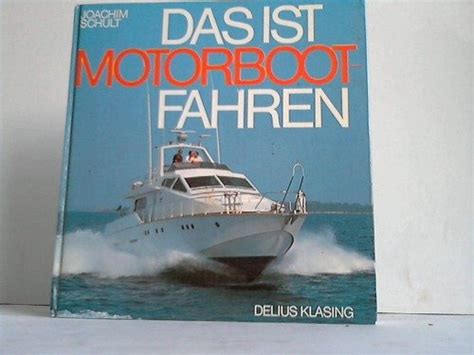 JOACHIM
SCHULT
DAS IST
MOTORBOOT-
FAHREN
DELIUS KLASING